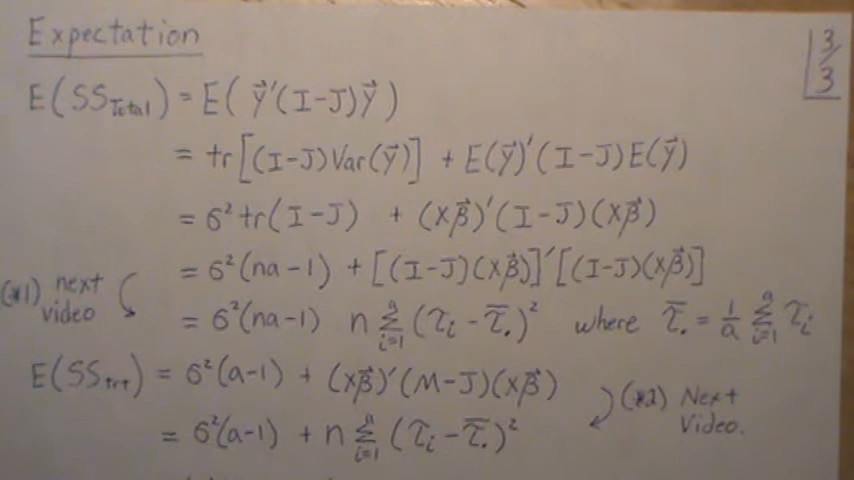 Expectation
3/3
E(SS_Total) = E( Y⃗'(I-J)Y⃗ )
= tr[(I-J)Var(Y⃗)] + E(Y⃗)'(I-J)E(Y⃗)
= σ² tr(I-J) + (Xβ⃗)'(I-J)(Xβ⃗)
= σ²(na-1) + [(I-J)(Xβ⃗)]'[(I-J)(Xβ⃗)]
(*1) next
video
= σ²(na-1) n Σ_{i=1}^{a} (τ_i - τ̄.)² where τ̄. = 1/a Σ_{i=1}^{a} τ_i
E(SS_trt) = σ²(a-1) + (Xβ⃗)'(M-J)(Xβ⃗)
(*2) Next
Video.
= σ²(a-1) + n Σ_{i=1}^{a} (τ_i - τ̄.)²